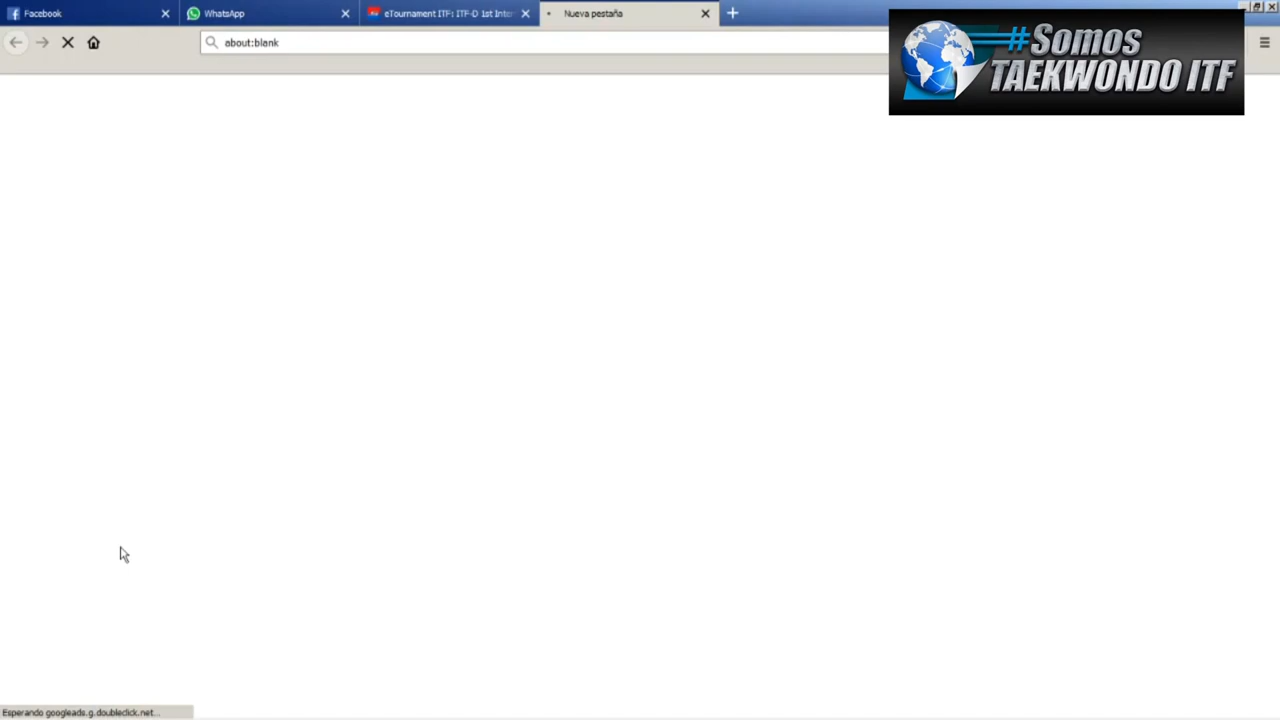 Facebook
WhatsApp
eTournament ITF: ITF-D 1st Inter
Nueva pestaña
about:blank
#Somos
TAEKWONDO ITF
Esperando googleads.g.doubleclick.net...